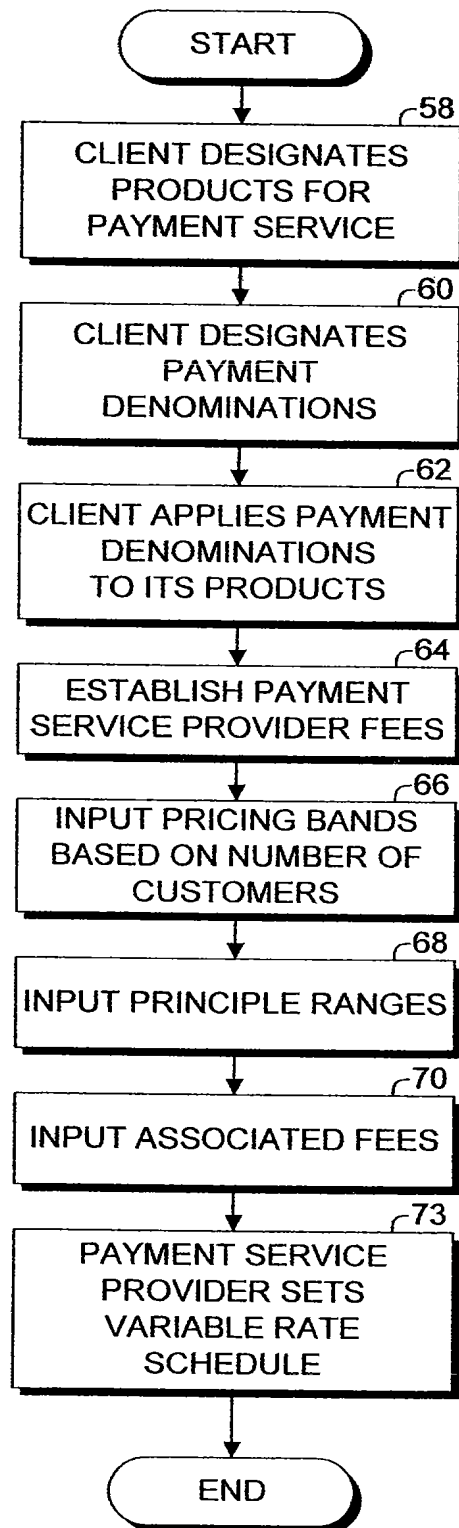 START
58
CLIENT DESIGNATES
PRODUCTS FOR
PAYMENT SERVICE
60
CLIENT DESIGNATES
PAYMENT
DENOMINATIONS
62
CLIENT APPLIES PAYMENT
DENOMINATIONS
TO ITS PRODUCTS
64
ESTABLISH PAYMENT
SERVICE PROVIDER FEES
66
INPUT PRICING BANDS
BASED ON NUMBER OF
CUSTOMERS
68
INPUT PRINCIPLE RANGES
70
INPUT ASSOCIATED FEES
73
PAYMENT SERVICE
PROVIDER SETS
VARIABLE RATE
SCHEDULE
END